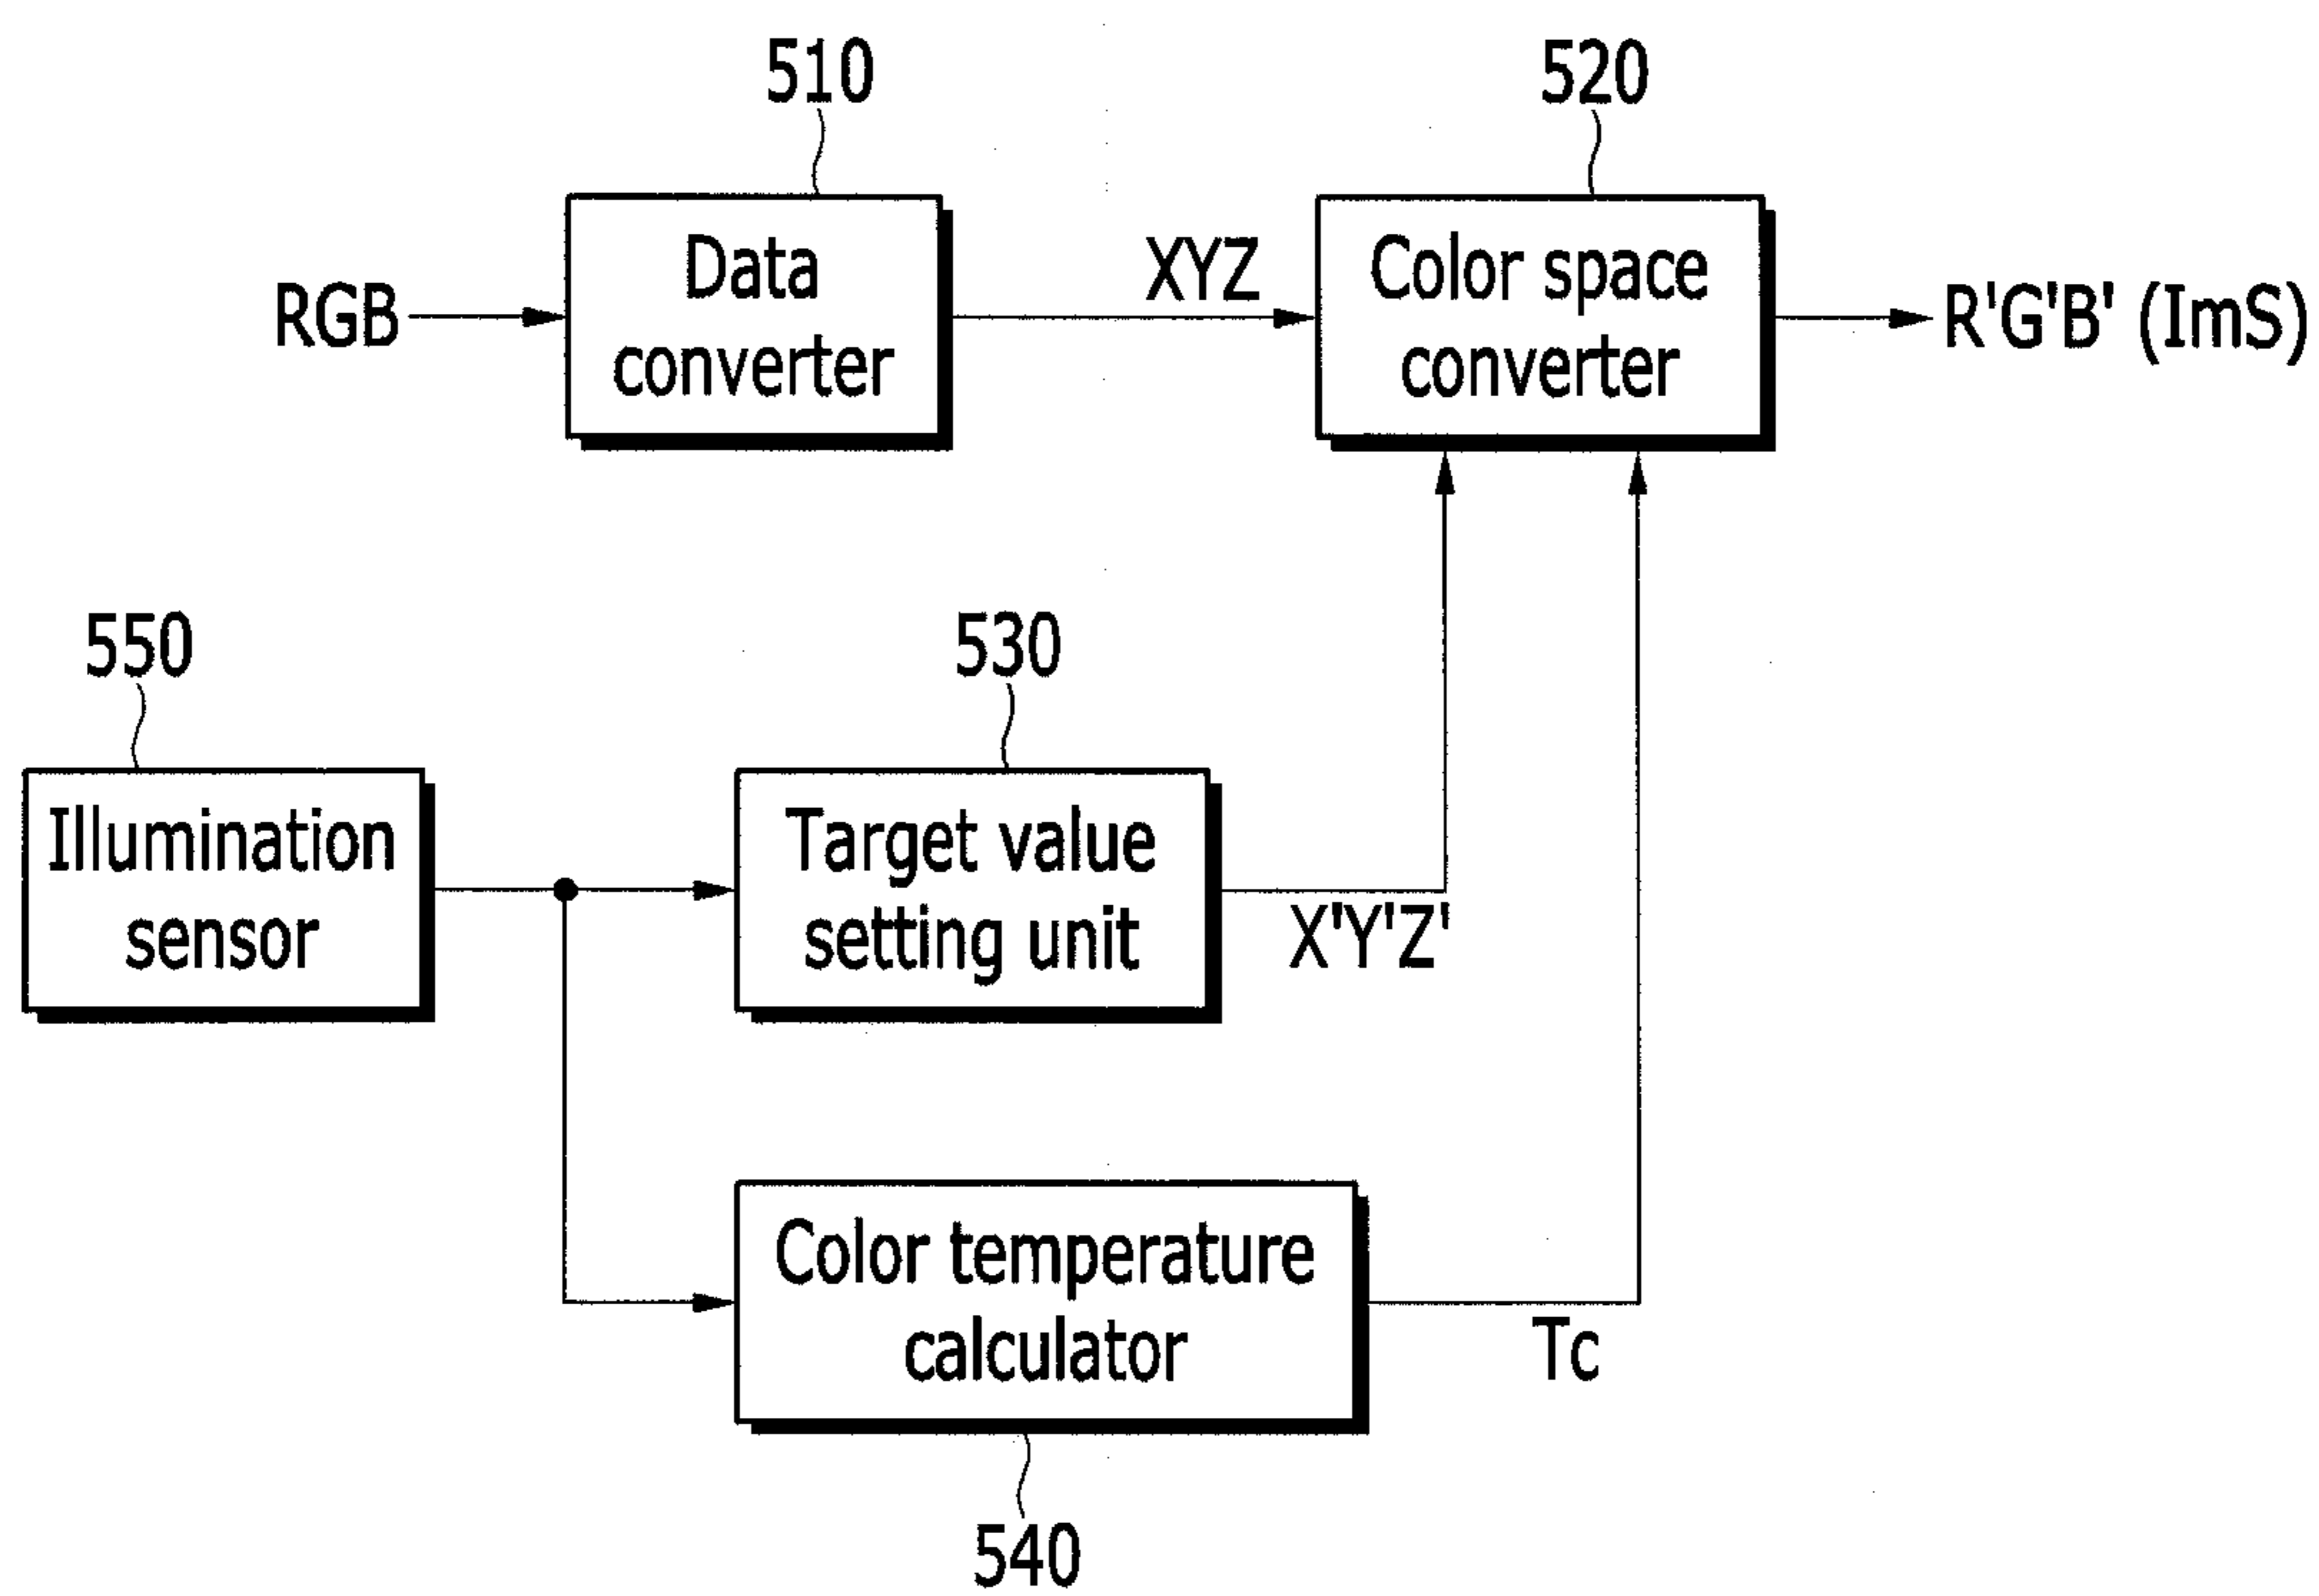 510
520
RGB
Data
converter
XYZ
Color space
converter
R'G'B' (ImS)
550
530
Illumination
sensor
Target value
setting unit
X'Y'Z'
Color temperature
calculator
Tc
540